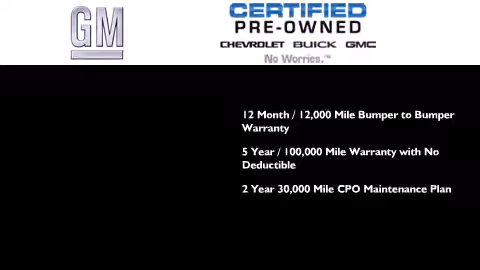 GM
CERTIFIED
PRE-OWNED
CHEVROLET BUICK GMC
No Worries.™
12 Month / 12,000 Mile Bumper to Bumper
Warranty
5 Year / 100,000 Mile Warranty with No
Deductible
2 Year 30,000 Mile CPO Maintenance Plan